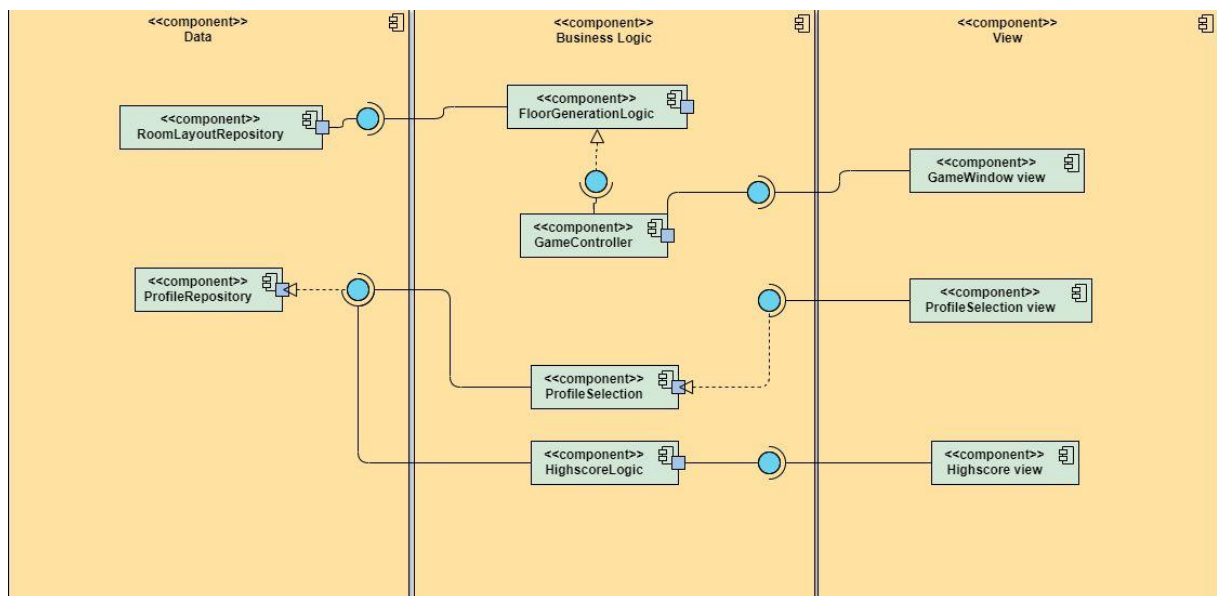 <<component>>
Data
<<component>>
Business Logic
<<component>>
View
<<component>>
RoomLayoutRepository
<<component>>
FloorGenerationLogic
<<component>>
GameWindow view
<<component>>
GameController
<<component>>
ProfileRepository
<<component>>
ProfileSelection view
<<component>>
ProfileSelection
<<component>>
HighscoreLogic
<<component>>
Highscore view